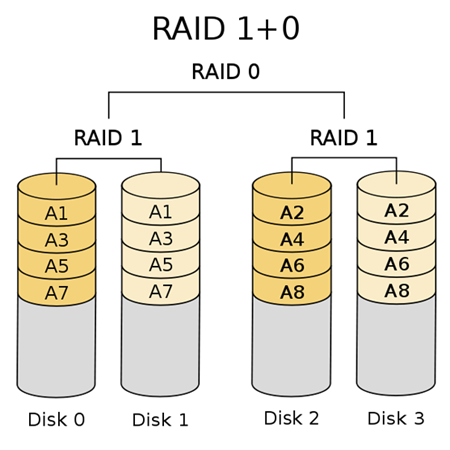 RAID 1+0
RAID 0
RAID 1 RAID 1
A1 A1 A2 A2
A3 A3 A4 A4
A5 A5 A6 A6
A7 A7 A8 A8
Disk 0 Disk 1 Disk 2 Disk 3